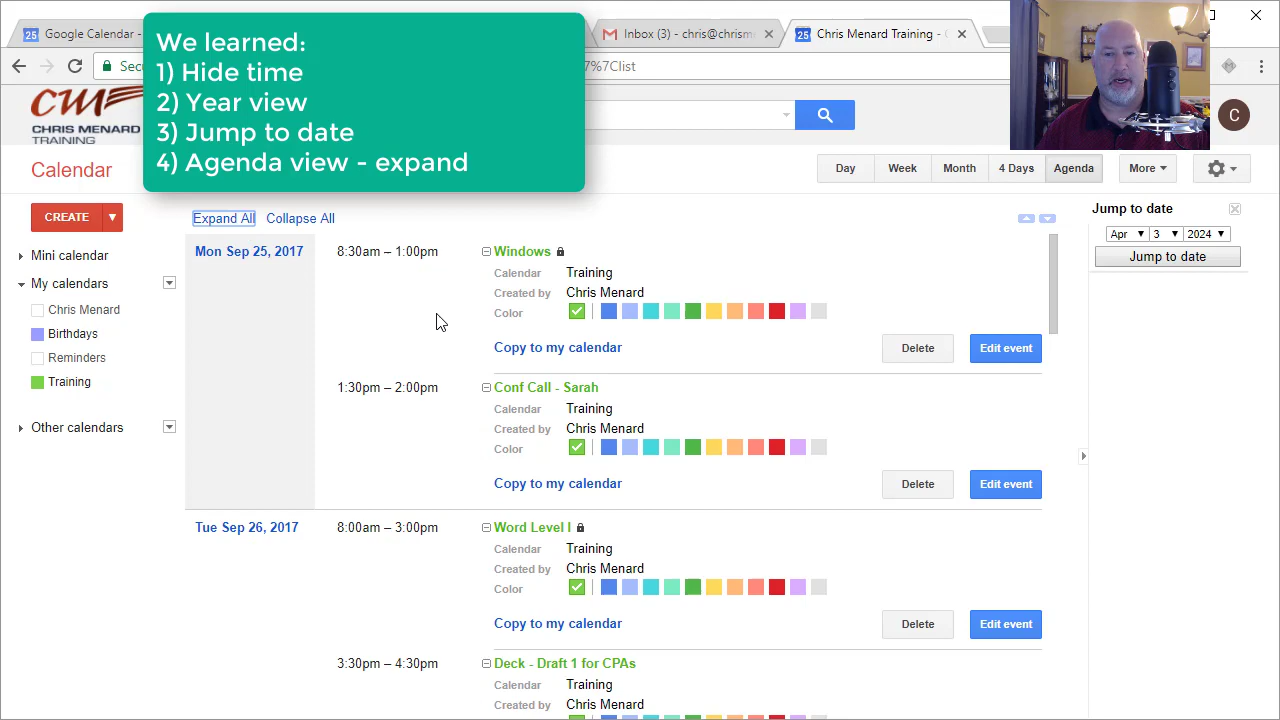 We learned:
1) Hide time
2) Year view
3) Jump to date
4) Agenda view - expand
25 Google Calendar -
Inbox (3) - chris@chrism
25 Chris Menard Training -
7%7Clist
CHRIS MENARD
TRAINING
C
Calendar
Day Week Month 4 Days Agenda More
CREATE
Expand All Collapse All
Jump to date
Apr 3 2024
Jump to date
Mini calendar
My calendars
Chris Menard
Birthdays
Reminders
Training
Other calendars
Mon Sep 25, 2017 8:30am – 1:00pm Windows
Calendar Training
Created by Chris Menard
Color
Copy to my calendar Delete Edit event
1:30pm – 2:00pm Conf Call - Sarah
Calendar Training
Created by Chris Menard
Color
Copy to my calendar Delete Edit event
Tue Sep 26, 2017 8:00am – 3:00pm Word Level I
Calendar Training
Created by Chris Menard
Color
Copy to my calendar Delete Edit event
3:30pm – 4:30pm Deck - Draft 1 for CPAs
Calendar Training
Created by Chris Menard